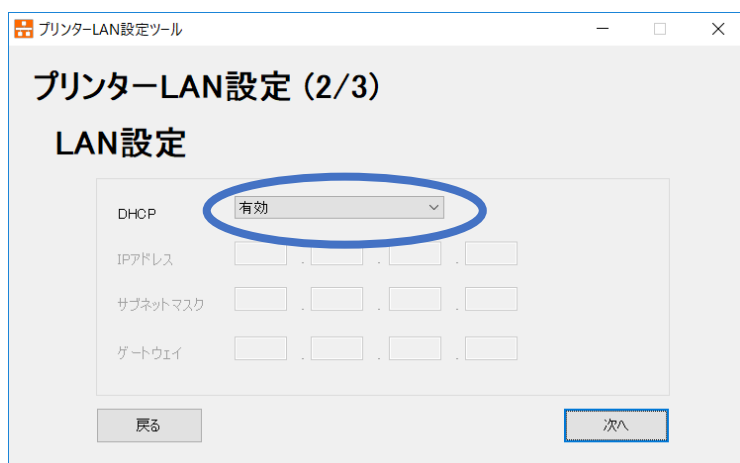 プリンターLAN設定ツール
プリンターLAN設定 (2/3)
LAN設定
DHCP 有効
IPアドレス . . .
サブネットマスク . . .
ゲートウェイ . . .
戻る 次へ